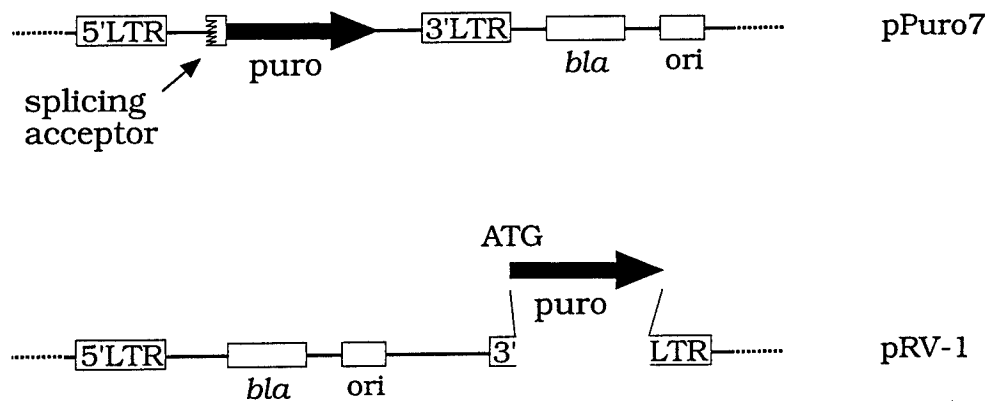 5'LTR
3'LTR
pPuro7
puro
bla
ori
splicing
acceptor
ATG
puro
5'LTR
3'
LTR
pRV-1
bla
ori